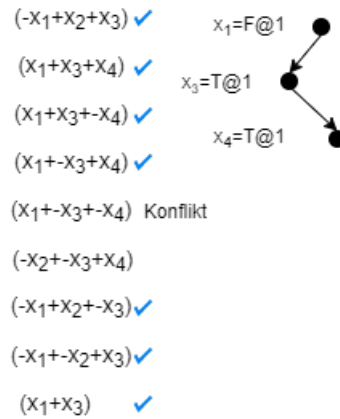 (-x₁+x₂+x₃) ✓
(x₁+x₃+x₄) ✓
(x₁+x₃+-x₄) ✓
(x₁+-x₃+x₄) ✓
(x₁+-x₃+-x₄) Konflikt
(-x₂+-x₃+x₄)
(-x₁+x₂+-x₃) ✓
(-x₁+-x₂+x₃) ✓
(x₁+x₃) ✓
x₁=F@1
x₃=T@1
x₄=T@1